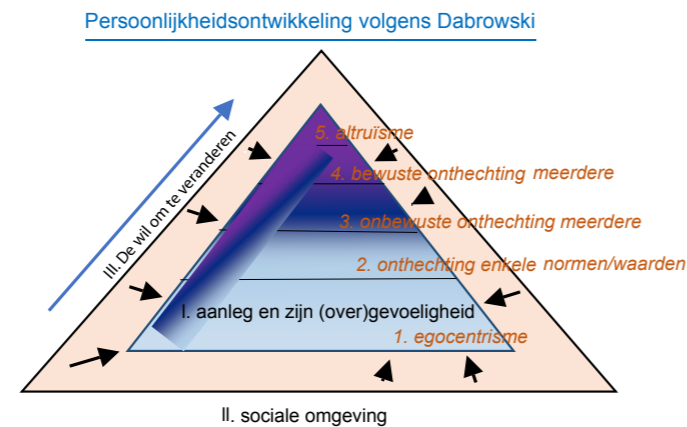 Persoonlijkheidsontwikkeling volgens Dabrowski
5. altruïsme
4. bewuste onthechting meerdere
3. onbewuste onthechting meerdere
2. onthechting enkele normen/waarden
III. De wil om te veranderen
I. aanleg en zijn (over)gevoeligheid
1. egocentrisme
II. sociale omgeving